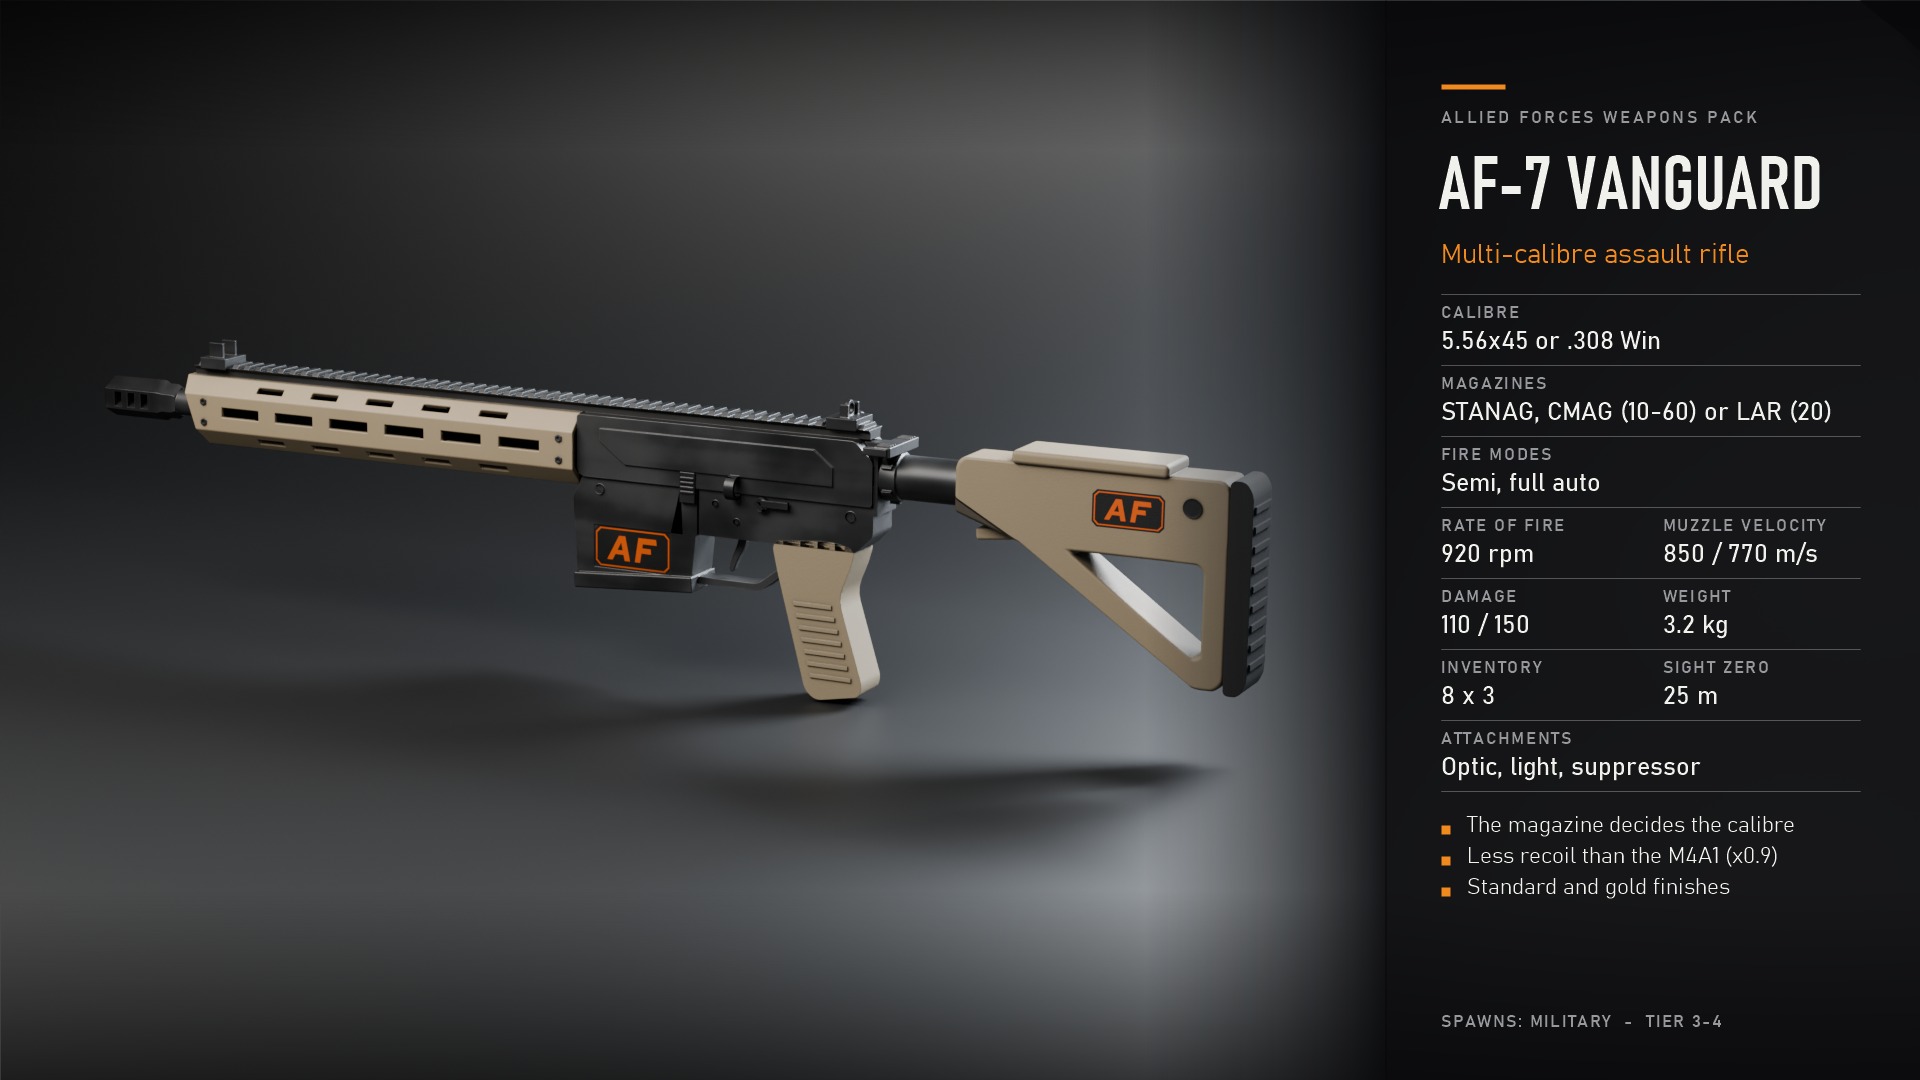 ALLIED FORCES WEAPONS PACK
AF-7 VANGUARD
Multi-calibre assault rifle
CALIBRE
5.56x45 or .308 Win
MAGAZINES
STANAG, CMAG (10-60) or LAR (20)
FIRE MODES
Semi, full auto
RATE OF FIRE
920 rpm
MUZZLE VELOCITY
850 / 770 m/s
DAMAGE
110 / 150
WEIGHT
3.2 kg
INVENTORY
8 x 3
SIGHT ZERO
25 m
ATTACHMENTS
Optic, light, suppressor
The magazine decides the calibre
Less recoil than the M4A1 (x0.9)
Standard and gold finishes
SPAWNS: MILITARY - TIER 3-4
AF
AF